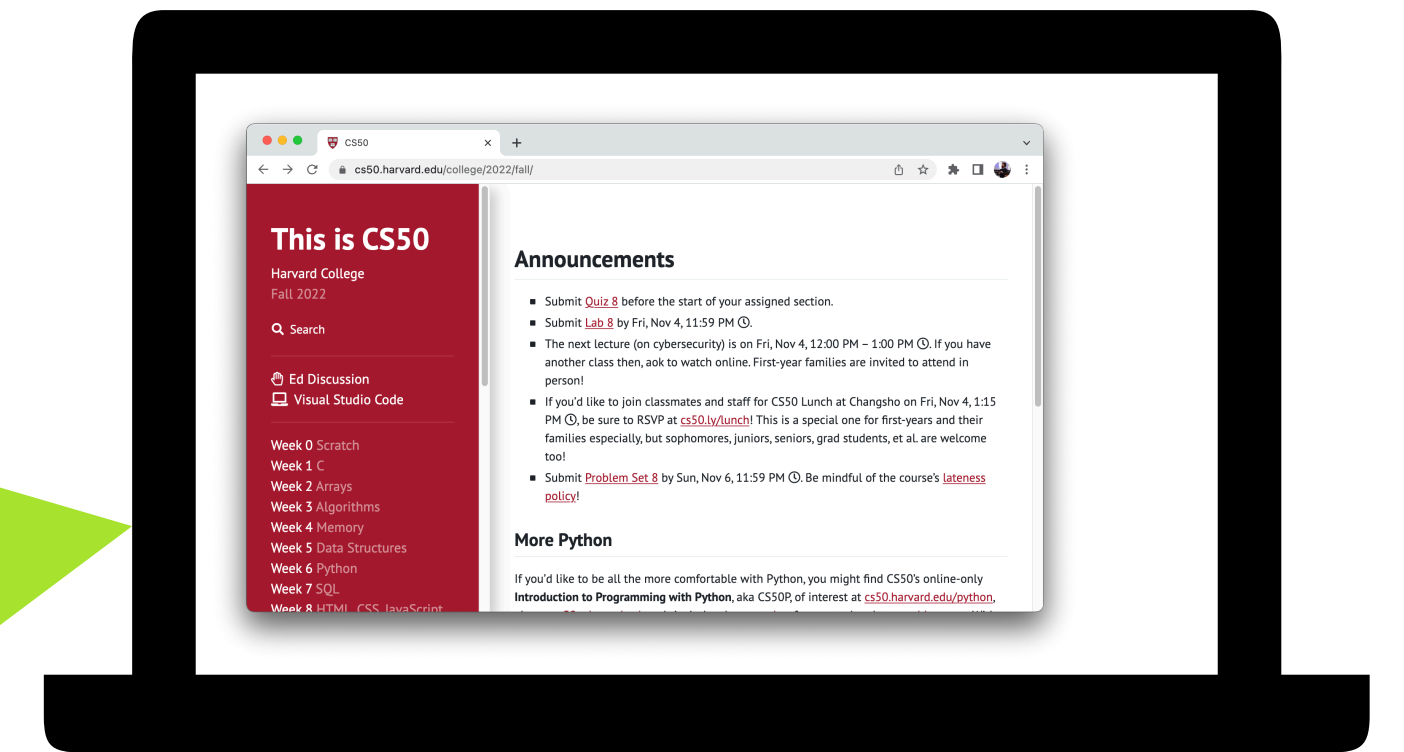 CS50
cs50.harvard.edu/college/2022/fall/
This is CS50
Harvard College
Fall 2022
Search
Ed Discussion
Visual Studio Code
Week 0 Scratch
Week 1 C
Week 2 Arrays
Week 3 Algorithms
Week 4 Memory
Week 5 Data Structures
Week 6 Python
Week 7 SQL
Week 8 HTML, CSS, JavaScript
Announcements
Submit Quiz 8 before the start of your assigned section.
Submit Lab 8 by Fri, Nov 4, 11:59 PM.
The next lecture (on cybersecurity) is on Fri, Nov 4, 12:00 PM – 1:00 PM. If you have
another class then, aok to watch online. First-year families are invited to attend in
person!
If you'd like to join classmates and staff for CS50 Lunch at Changsho on Fri, Nov 4, 1:15
PM, be sure to RSVP at cs50.ly/lunch! This is a special one for first-years and their
families especially, but sophomores, juniors, seniors, grad students, et al. are welcome
too!
Submit Problem Set 8 by Sun, Nov 6, 11:59 PM. Be mindful of the course's lateness
policy!
More Python
If you'd like to be all the more comfortable with Python, you might find CS50's online-only
Introduction to Programming with Python, aka CS50P, of interest at cs50.harvard.edu/python,